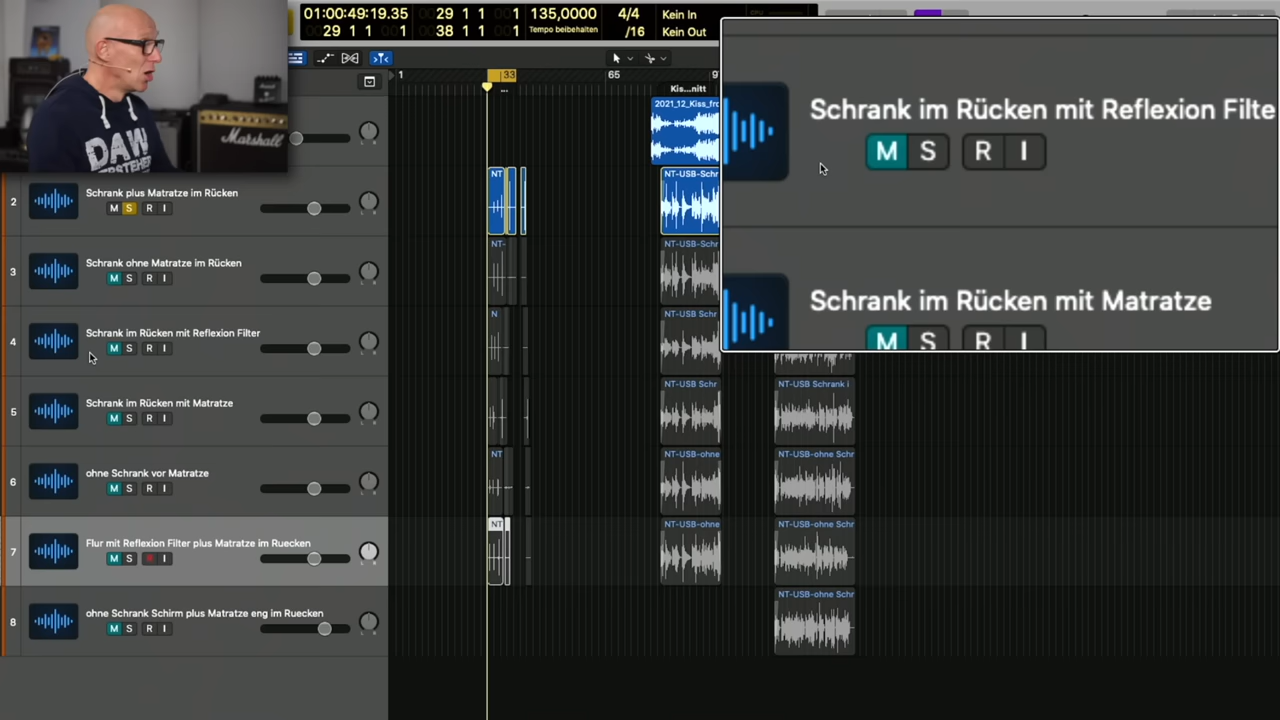 01:00:49:19.35
29 1 1 1
29 1 1 1
38 1 1 1
135,0000
Tempo beibehalten
4/4
/16
Kein In
Kein Out
1
33
65
...
Kis...nitt
DAW
Marshall
2
Schrank plus Matratze im Rücken
M S R I
3
Schrank ohne Matratze im Rücken
M S R I
4
Schrank im Rücken mit Reflexion Filter
M S R I
5
Schrank im Rücken mit Matratze
M S R I
6
ohne Schrank vor Matratze
M S R I
7
Flur mit Reflexion Filter plus Matratze im Ruecken
M S R I
8
ohne Schrank Schirm plus Matratze eng im Ruecken
M S R I
NT
NT-
N
NT
NT
2021_12_Kiss_fro
NT-USB-Schr
NT-USB-Schr
NT-USB Schr
NT-USB Schr
NT-USB-ohne
NT-USB-ohne
NT-USB Schrank i
NT-USB-ohne Schr
NT-USB-ohne Schr
NT-USB-ohne Schr
Schrank im Rücken mit Reflexion Filte
M S R I
Schrank im Rücken mit Matratze
M S R I